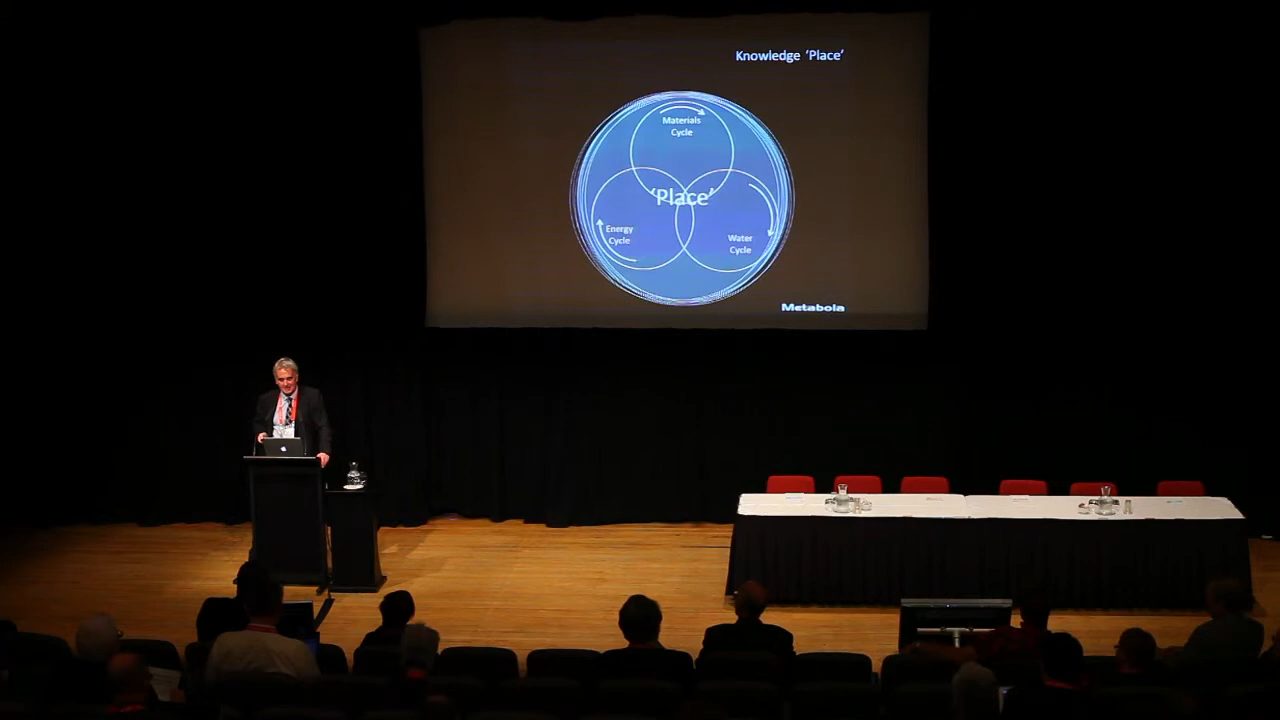 Knowledge ‘Place’
Materials
Cycle
‘Place’
Energy
Cycle
Water
Cycle
Metabola